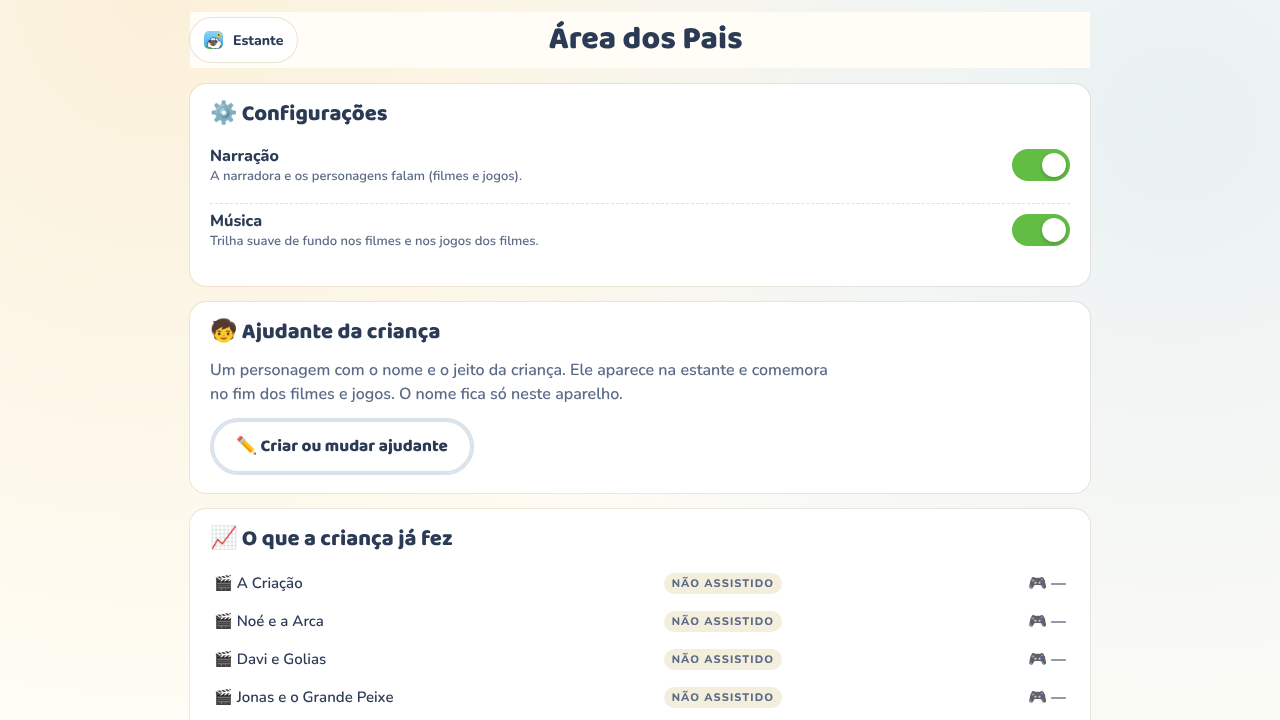 Estante
Área dos Pais
Configurações
Narração
A narradora e os personagens falam (filmes e jogos).
Música
Trilha suave de fundo nos filmes e nos jogos dos filmes.
Ajudante da criança
Um personagem com o nome e o jeito da criança. Ele aparece na estante e comemora
no fim dos filmes e jogos. O nome fica só neste aparelho.
Criar ou mudar ajudante
O que a criança já fez
A Criação NÃO ASSISTIDO —
Noé e a Arca NÃO ASSISTIDO —
Davi e Golias NÃO ASSISTIDO —
Jonas e o Grande Peixe NÃO ASSISTIDO —